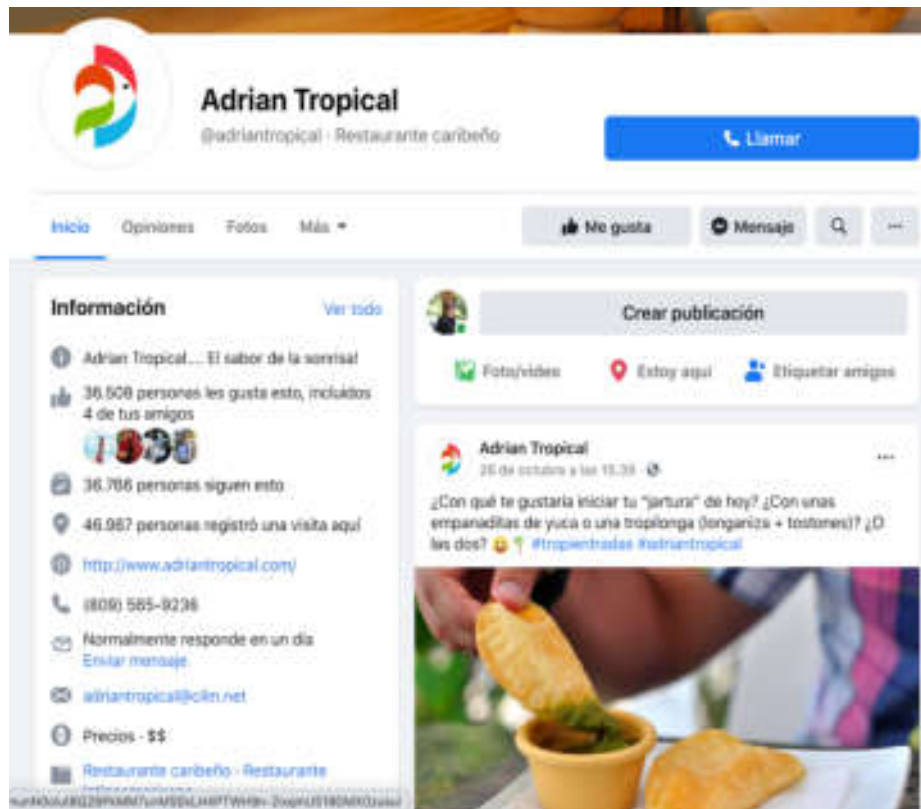 Adrian Tropical
@adriantropical · Restaurante caribeño
Llamar
Inicio
Opiniones
Fotos
Más
Me gusta
Mensaje
Información
Ver todo
Adrian Tropical.... El sabor de la sonrisa!
36.508 personas les gusta esto, incluidos
4 de tus amigos
36.766 personas siguen esto
46.987 personas registró una visita aquí
http://www.adriantropical.com/
(809) 565-9236
Normalmente responde en un día
Enviar mensaje
Precios · $$
Restaurante caribeño · Restaurante
Crear publicación
Foto/video
Estoy aquí
Etiquetar amigos
Adrian Tropical
26 de octubre a las 15:39
¿Con qué te gustaría iniciar tu "jartura" de hoy? ¿Con unas
empanaditas de yuca o una tropilonga (longaniza + tostones)? ¿O
las dos? #tropientradas #adriantropical